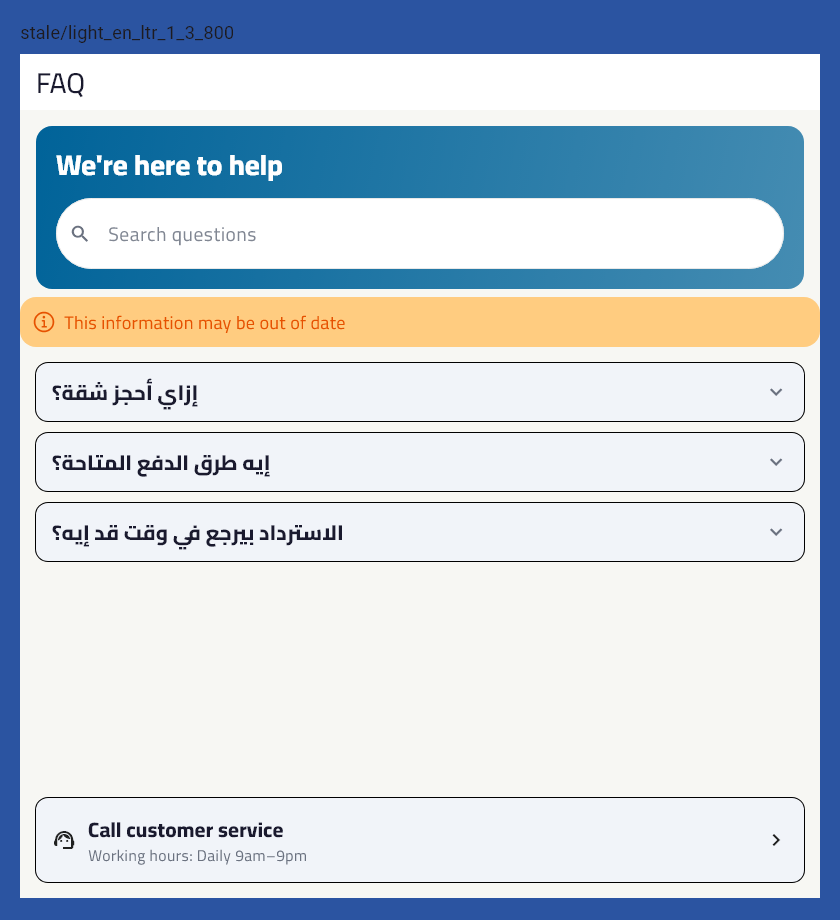 stale/light_en_ltr_1_3_800
FAQ
We're here to help
Search questions
This information may be out of date
إزاي أحجز شقة؟
إيه طرق الدفع المتاحة؟
الاسترداد بيرجع في وقت قد إيه؟
Call customer service
Working hours: Daily 9am–9pm